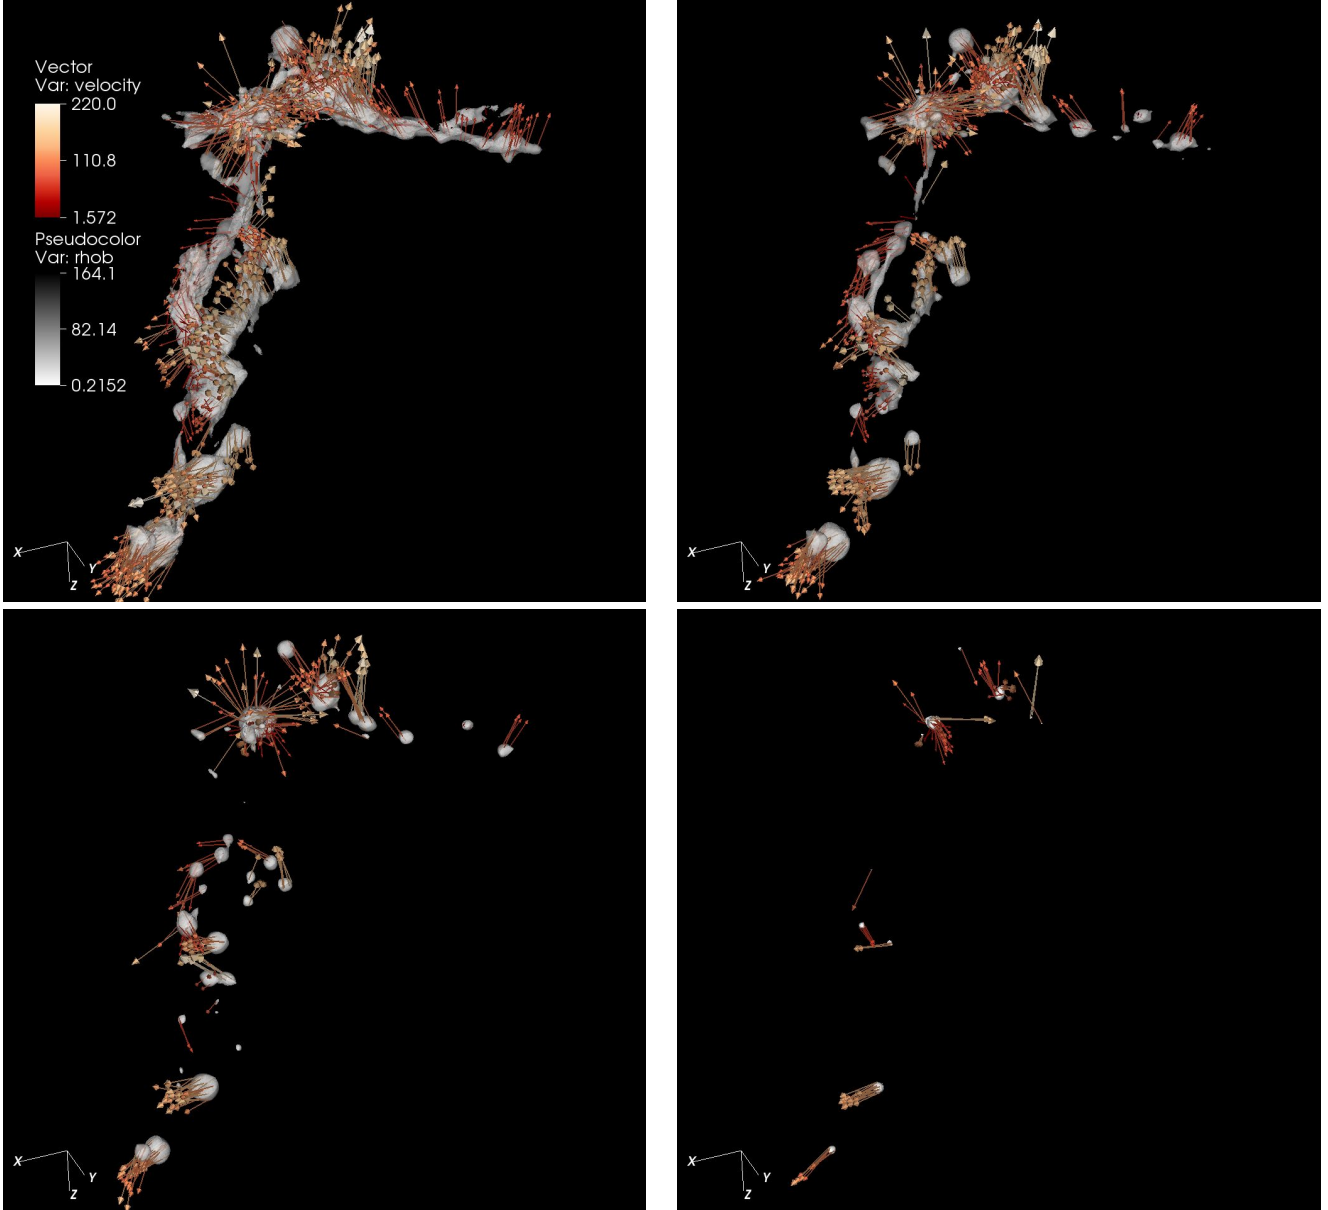 Vector
Var: velocity
220.0
110.8
1.572
Pseudocolor
Var: rhob
164.1
82.14
0.2152
X
Y
Z
X
Y
Z
X
Y
Z
X
Y
Z